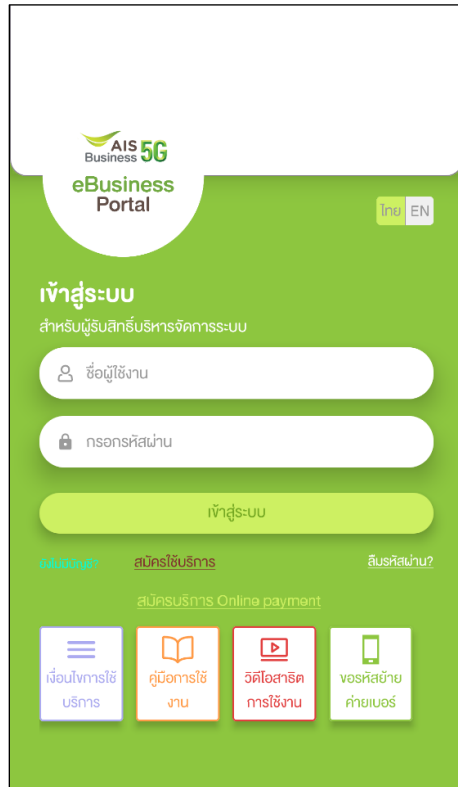 AIS 5G
Business
eBusiness
Portal
ไทย EN
เข้าสู่ระบบ
สำหรับผู้รับสิทธิ์บริหารจัดการระบบ
ชื่อผู้ใช้งาน
กรอกรหัสผ่าน
เข้าสู่ระบบ
สมัครใช้บริการ ลืมรหัสผ่าน?
สมัครบริการ Online payment
เงื่อนไขการใช้
บริการ
คู่มือการใช้
งาน
วิดีโอสาธิต
การใช้งาน
ขอรหัสย้าย
ค่ายเบอร์